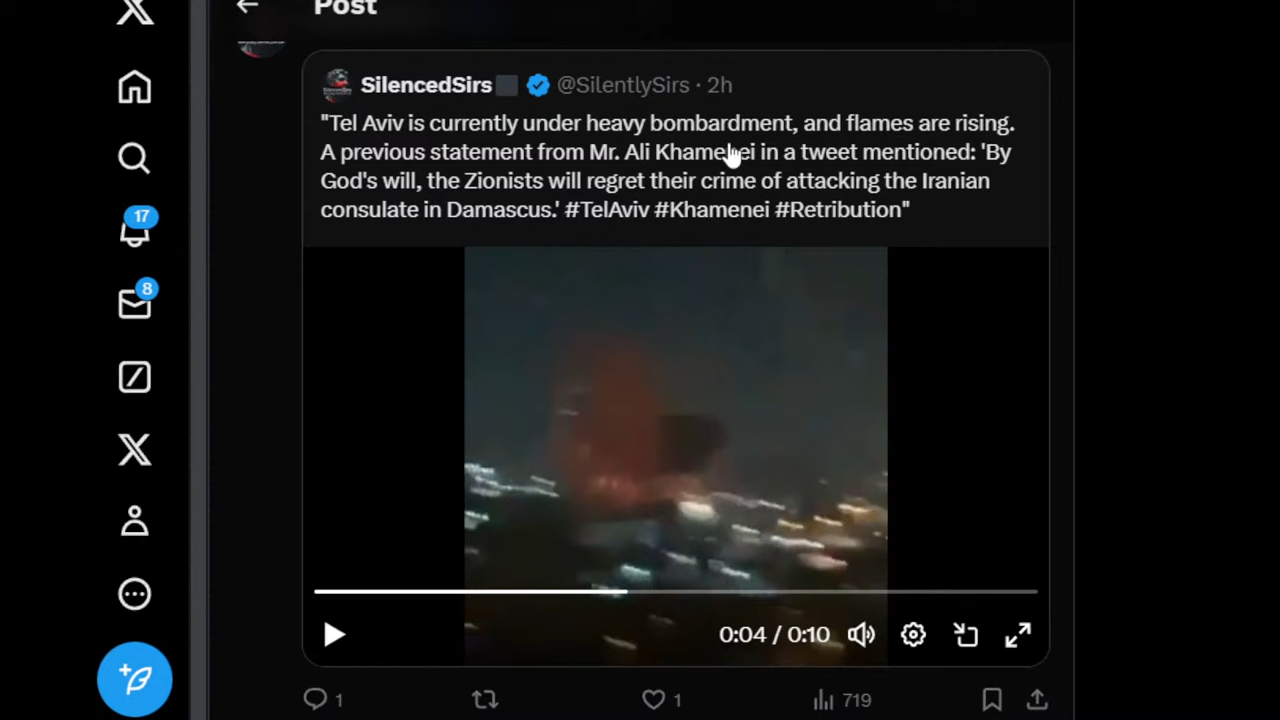 Post
SilencedSirs @SilentlySirs · 2h
"Tel Aviv is currently under heavy bombardment, and flames are rising.
A previous statement from Mr. Ali Khamenei in a tweet mentioned: 'By
God's will, the Zionists will regret their crime of attacking the Iranian
consulate in Damascus.' #TelAviv #Khamenei #Retribution"
17
8
0:04 / 0:10
1
1
719